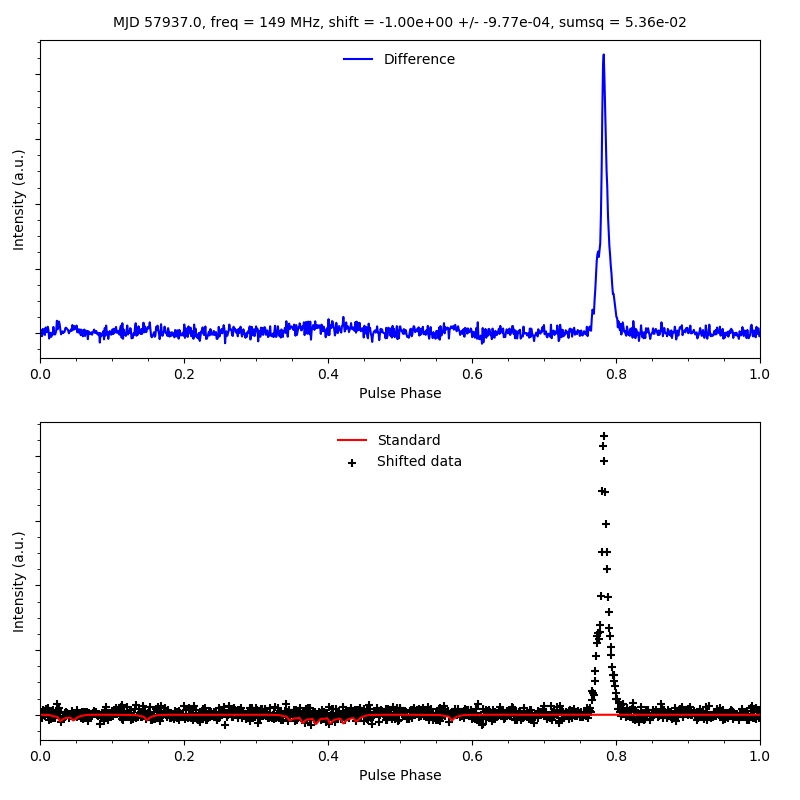 MJD 57937.0, freq = 149 MHz, shift = -1.00e+00 +/- -9.77e-04, sumsq = 5.36e-02
Difference
Intensity (a.u.)
0.0 0.2 0.4 0.6 0.8 1.0
Pulse Phase
Standard
Shifted data
Intensity (a.u.)
0.0 0.2 0.4 0.6 0.8 1.0
Pulse Phase